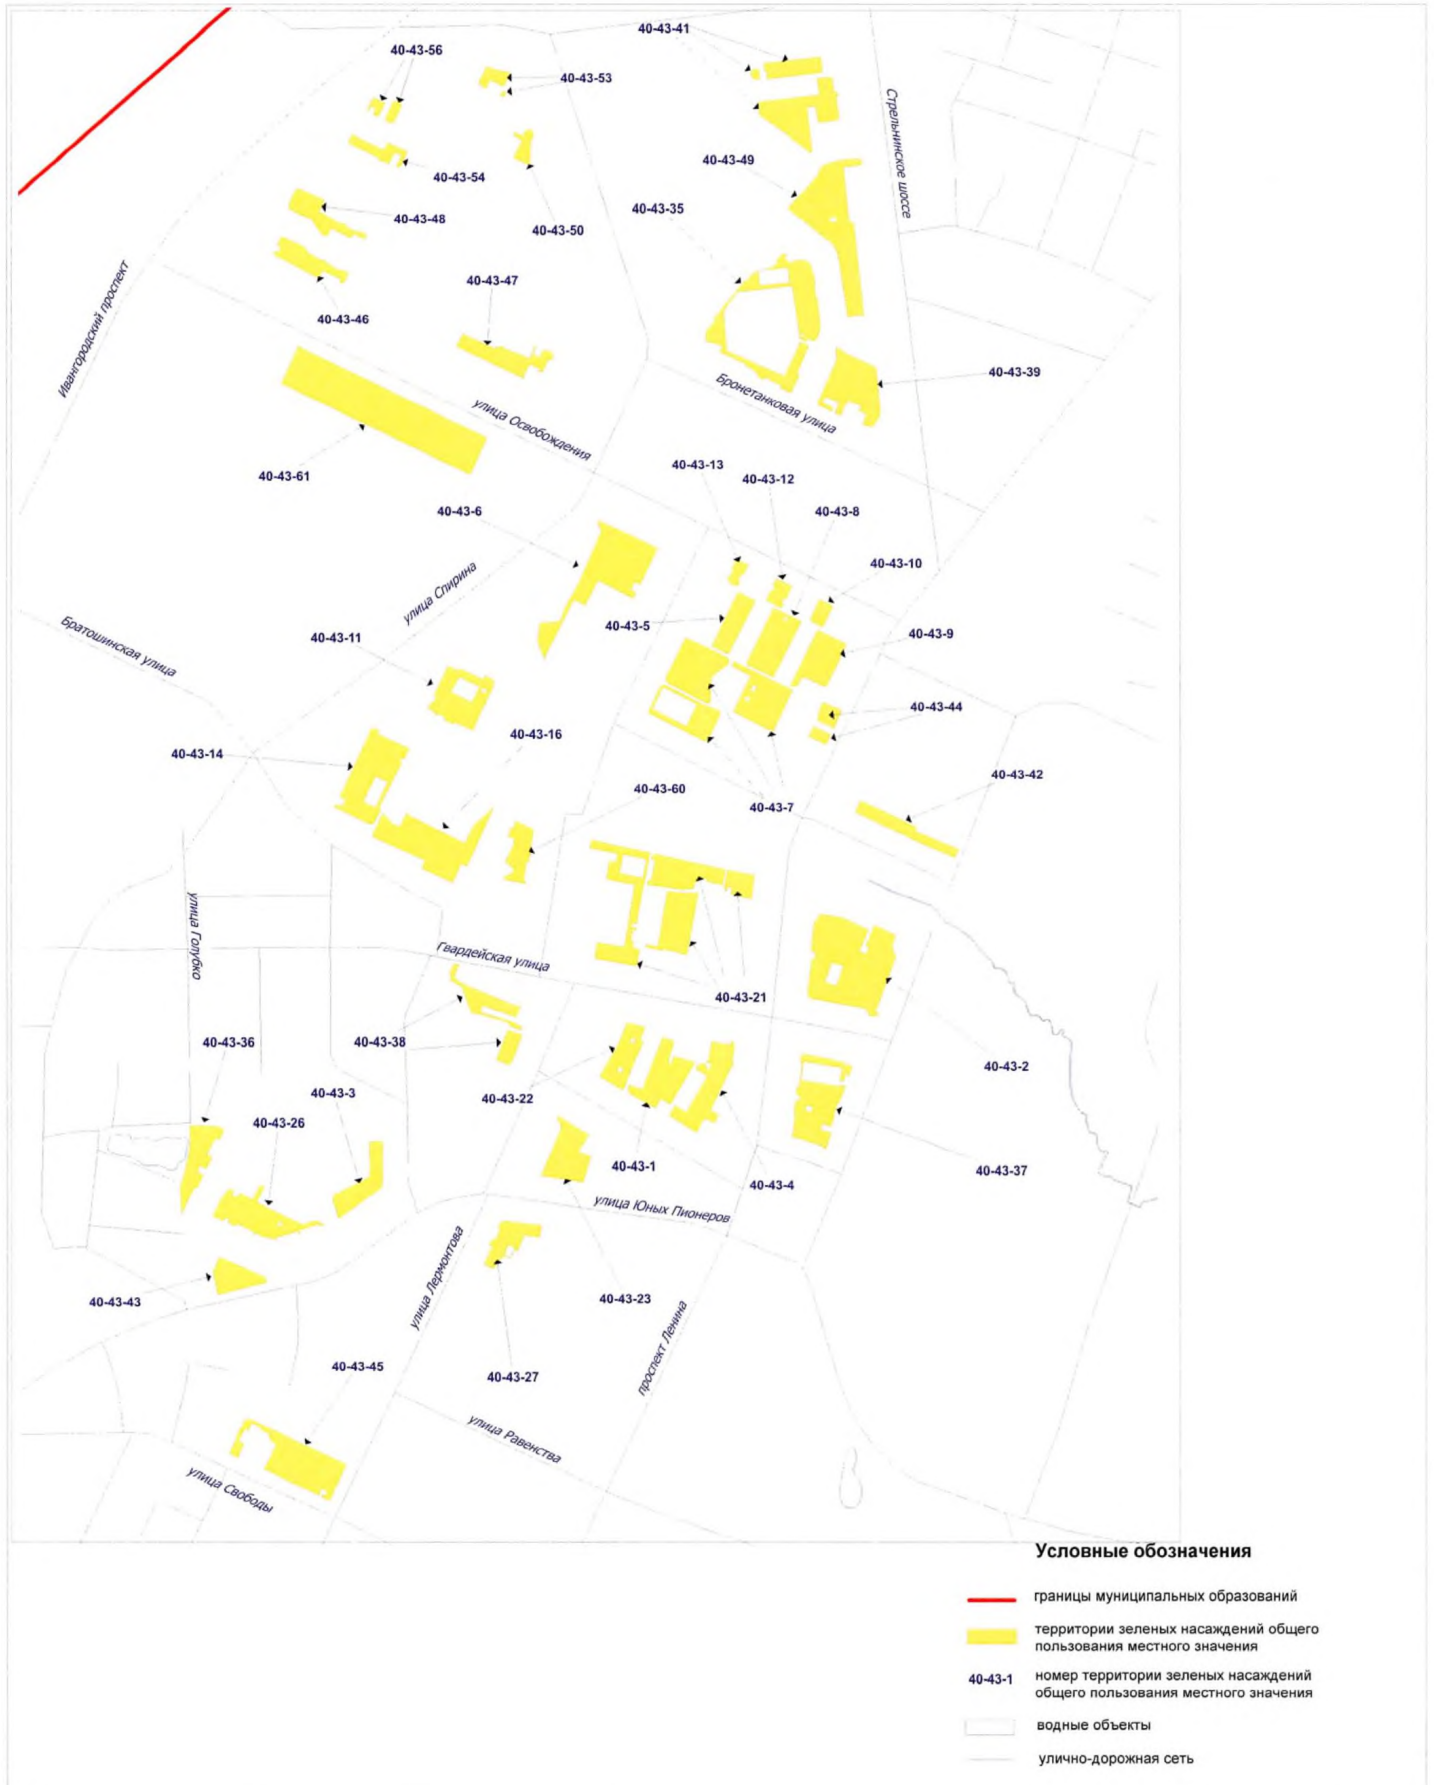 40-43-41
40-43-56
40-43-53
Стрельнинское шоссе
40-43-49
40-43-54
40-43-35
40-43-48
40-43-50
40-43-47
40-43-46
Ивангородский проспект
40-43-39
Бронетанковая улица
улица Освобождения
40-43-13
40-43-12
40-43-61
40-43-6
40-43-8
40-43-10
улица Спирина
40-43-5
40-43-9
40-43-11
Братошинская улица
40-43-44
40-43-16
40-43-14
40-43-42
40-43-60
40-43-7
улица Голубко
Гвардейская улица
40-43-21
40-43-36
40-43-38
40-43-2
40-43-3
40-43-22
40-43-26
40-43-1
40-43-37
40-43-4
улица Юных Пионеров
улица Лермонтова
40-43-43
40-43-23
проспект Ленина
40-43-45
40-43-27
улица Равенства
улица Свободы
Условные обозначения
границы муниципальных образований
территории зеленых насаждений общего
пользования местного значения
40-43-1 номер территории зеленых насаждений
общего пользования местного значения
водные объекты
улично-дорожная сеть